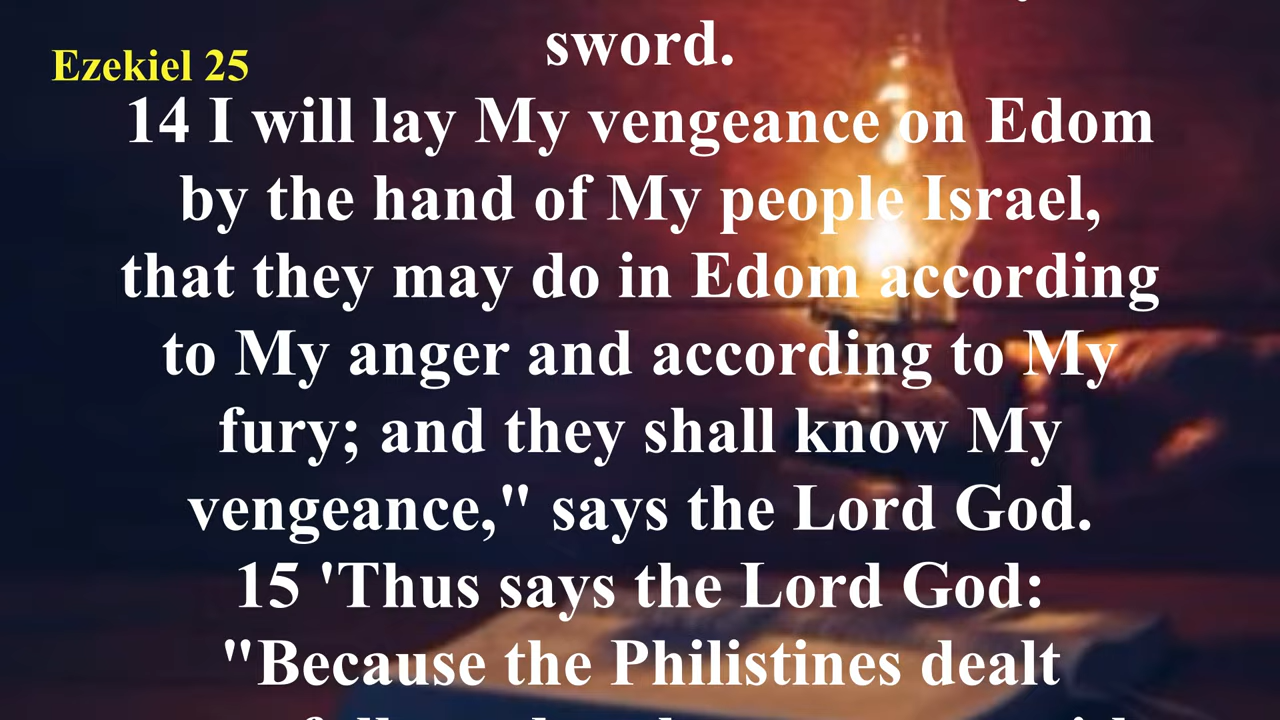 sword.
Ezekiel 25
14 I will lay My vengeance on Edom
by the hand of My people Israel,
that they may do in Edom according
to My anger and according to My
fury; and they shall know My
vengeance," says the Lord God.
15 'Thus says the Lord God:
"Because the Philistines dealt